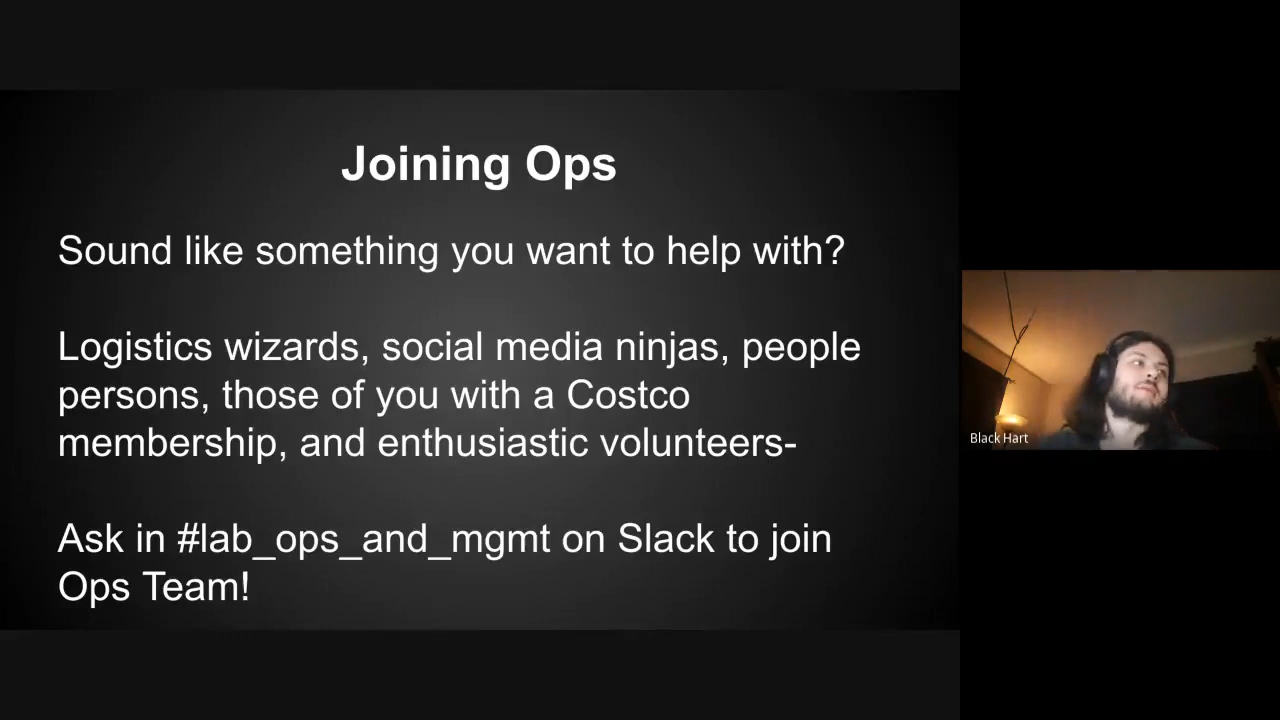 Joining Ops
Sound like something you want to help with?
Logistics wizards, social media ninjas, people
persons, those of you with a Costco
membership, and enthusiastic volunteers-
Ask in #lab_ops_and_mgmt on Slack to join
Ops Team!
Black Hart